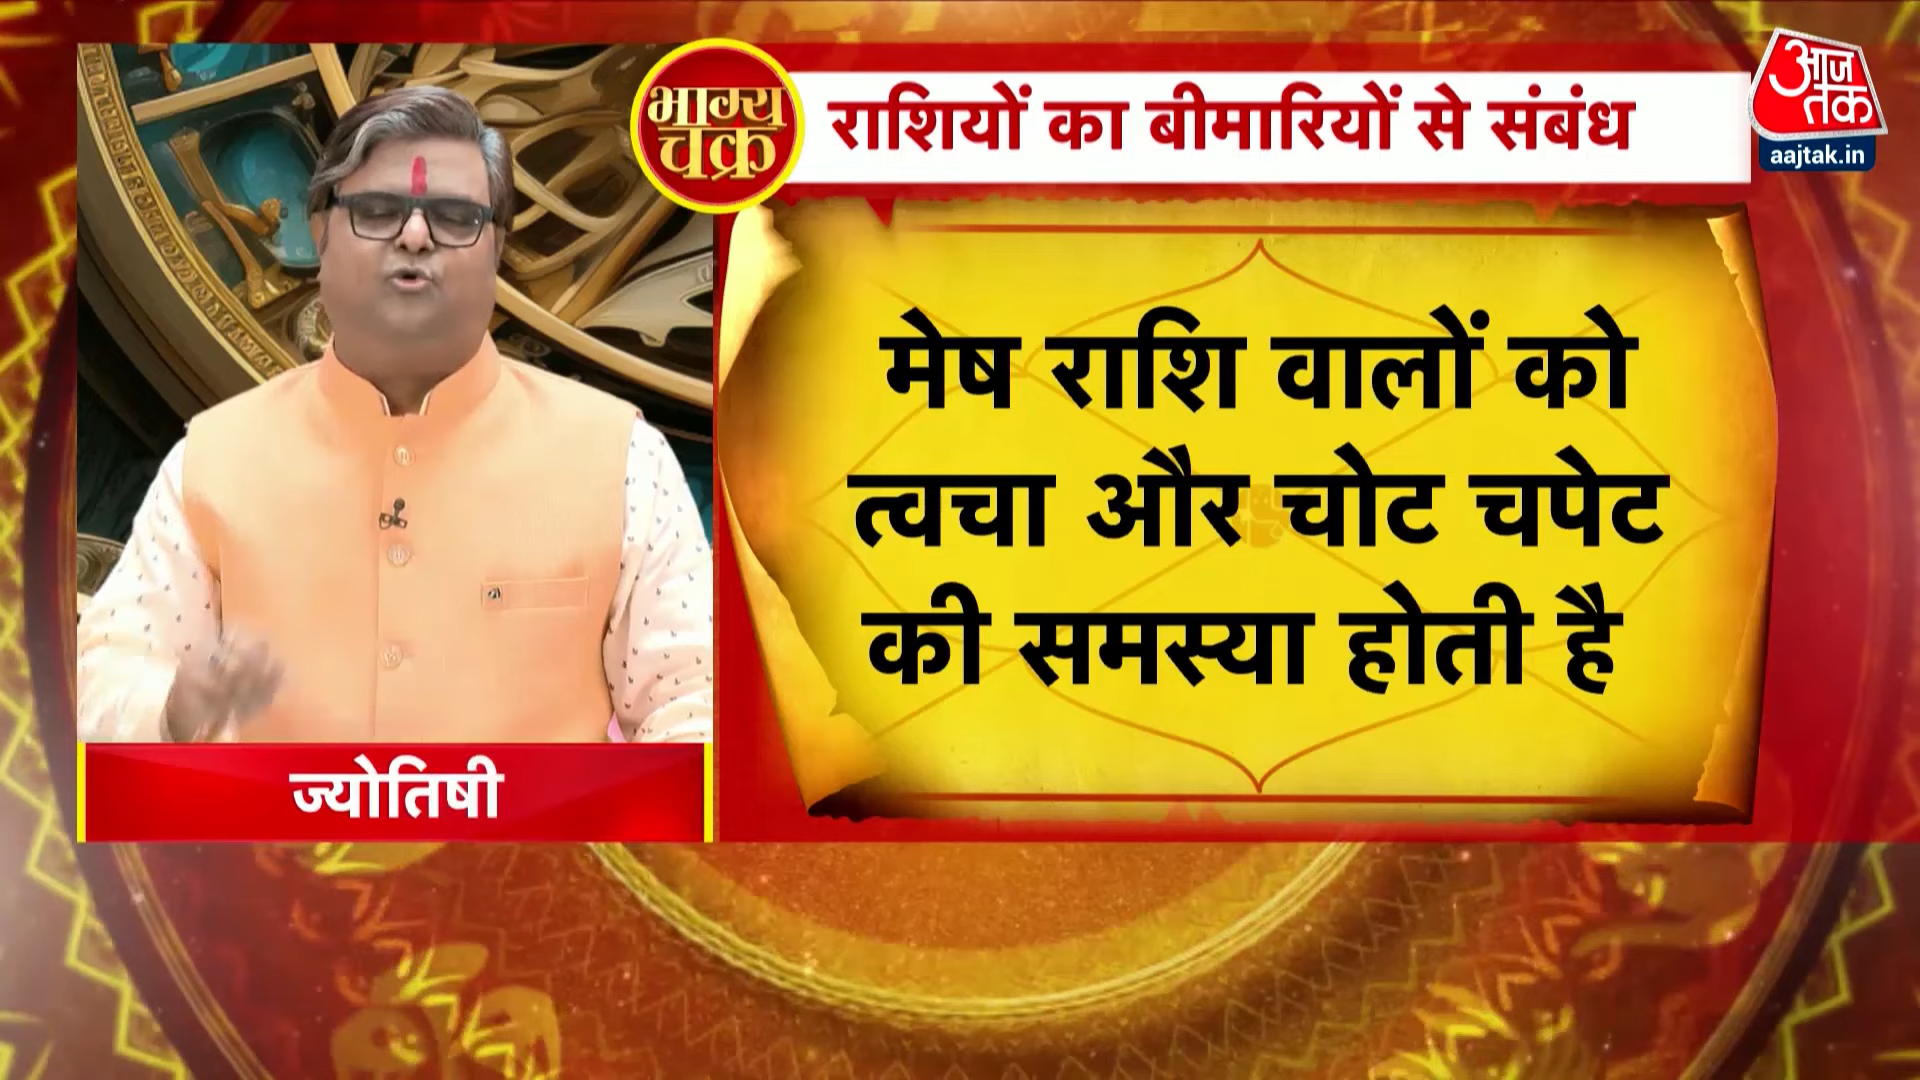 भाग्य
चक्र
राशियों का बीमारियों से संबंध
आज
तक
aajtak.in
मेष राशि वालों को
त्वचा और चोट चपेट
की समस्या होती है
ज्योतिषी